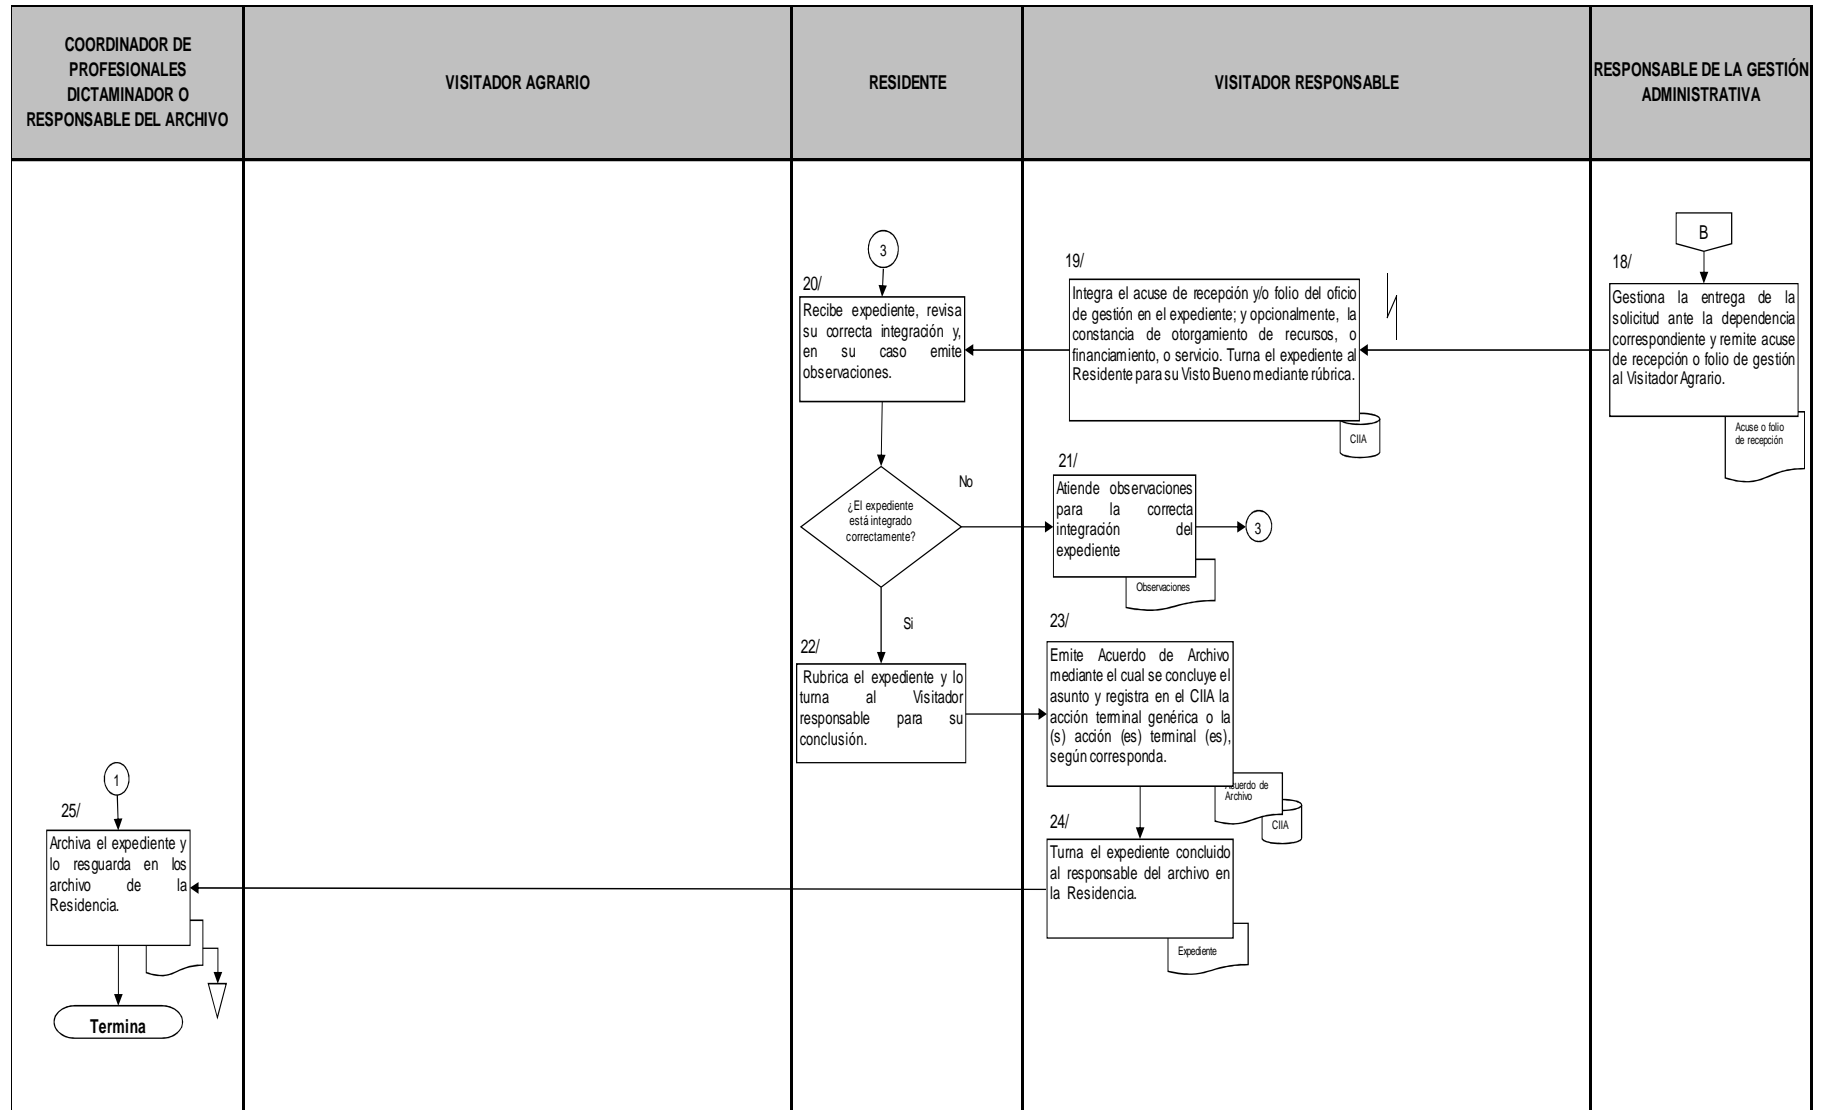 COORDINADOR DE
PROFESIONALES
DICTAMINADOR O
RESPONSABLE DEL ARCHIVO
VISITADOR AGRARIO
RESIDENTE
VISITADOR RESPONSABLE
RESPONSABLE DE LA GESTIÓN
ADMINISTRATIVA
B
18/
Gestiona la entrega de la
solicitud ante la dependencia
correspondiente y remite acuse
de recepción o folio de gestión
al Visitador Agrario.
Acuse o folio
de recepción
19/
Integra el acuse de recepción y/o folio del oficio
de gestión en el expediente; y opcionalmente, la
constancia de otorgamiento de recursos, o
financiamiento, o servicio. Turna el expediente al
Residente para su Visto Bueno mediante rúbrica.
CIIA
3
20/
Recibe expediente, revisa
su correcta integración y,
en su caso emite
observaciones.
¿El expediente
está integrado
correctamente?
No
21/
Atiende observaciones
para la correcta
integración del
expediente
3
Observaciones
Si
22/
Rubrica el expediente y lo
turna al Visitador
responsable para su
conclusión.
23/
Emite Acuerdo de Archivo
mediante el cual se concluye el
asunto y registra en el CIIA la
acción terminal genérica o la
(s) acción (es) terminal (es),
según corresponda.
Acuerdo de
Archivo
CIIA
24/
Turna el expediente concluido
al responsable del archivo en
la Residencia.
Expediente
1
25/
Archiva el expediente y
lo resguarda en los
archivo de la
Residencia.
Termina